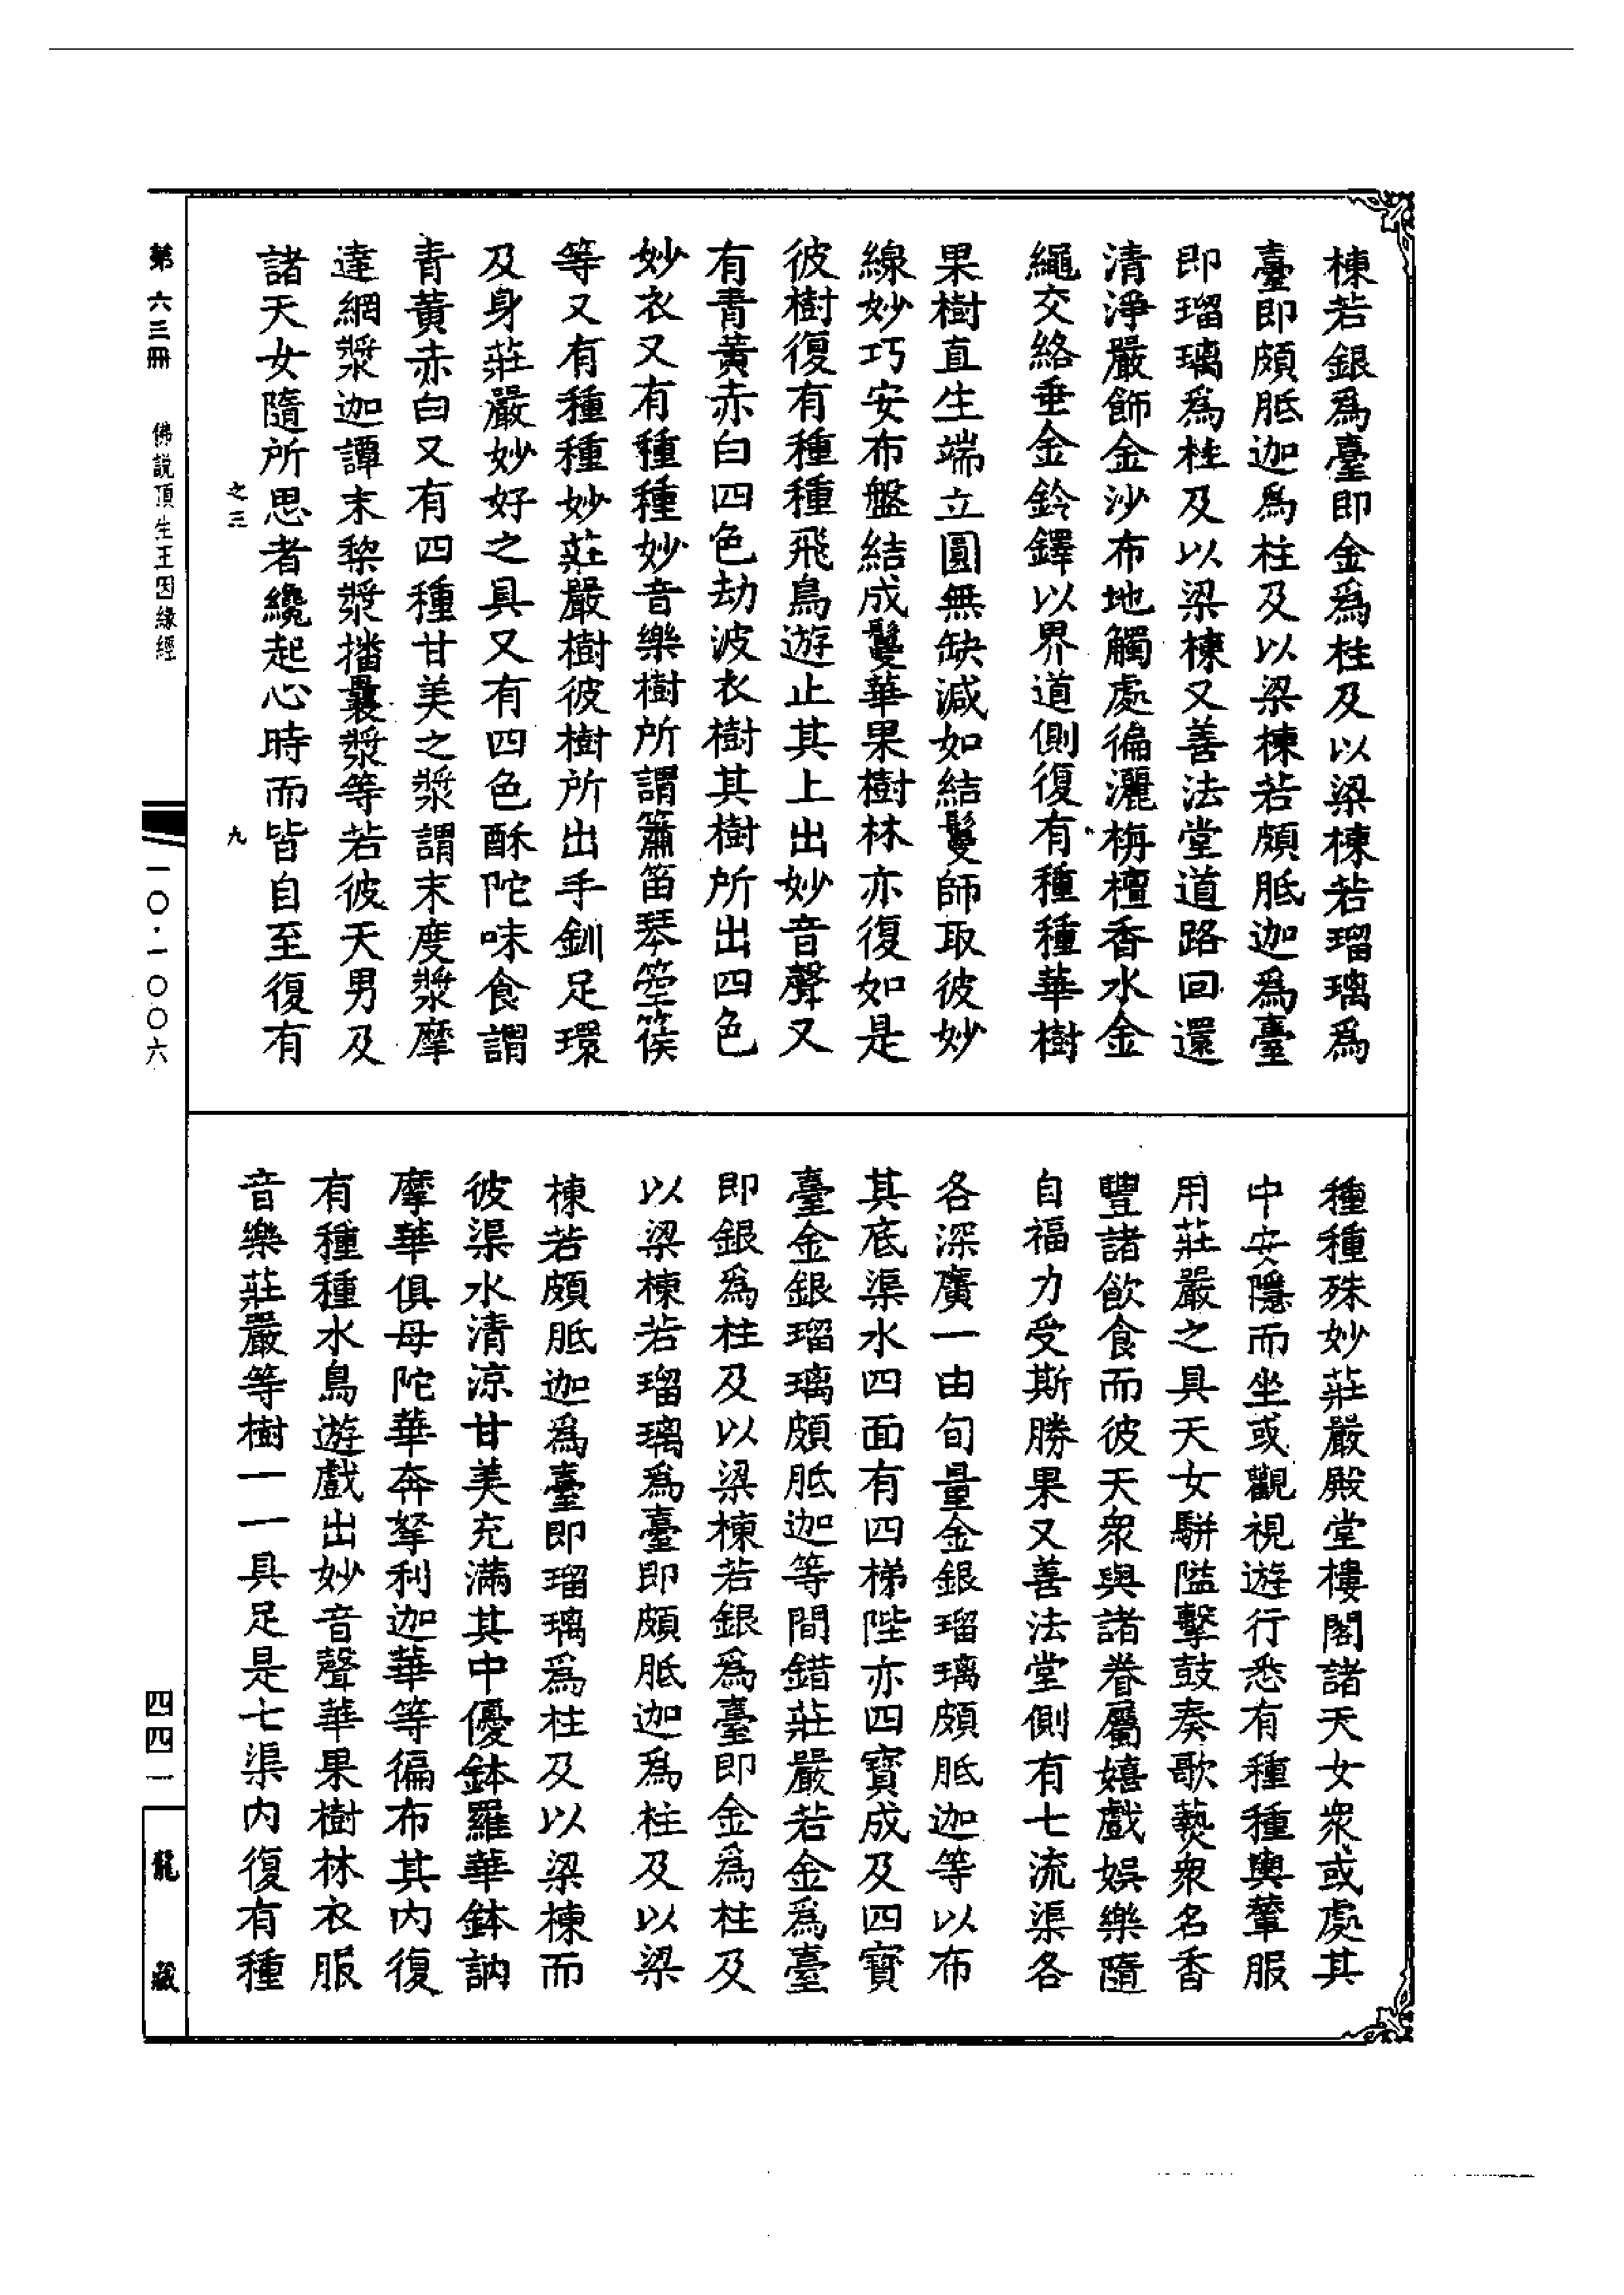 棟若銀爲臺即金爲柱及以梁棟若瑠璃爲
臺即頗胝迦爲柱及以梁棟若頗胝迦爲臺
即瑠璃爲柱及以梁棟又善法堂道路回還
清淨嚴飾金沙布地觸處徧灑栴檀香水金
繩交絡垂金鈴鐸以界道側復有種種華樹
果樹直生端立圓無缺減如結鬘師取彼妙
線妙巧安布盤結成鬘華果樹林亦復如是
彼樹復有種種飛鳥遊止其上出妙音聲又
有青黃赤白四色劫波衣樹其樹所出四色
妙衣又有種種妙音樂樹所謂簫笛琴箜篌
等又有種種妙莊嚴樹彼樹所出手釧足環
及身莊嚴妙好之具又有四色酥陀味食謂
青黃赤白又有四種甘美之漿謂末度漿摩
達網漿迦譚末棃漿播曩漿等若彼天男及
諸天女隨所思者纔起心時而皆自至復有
種種殊妙莊嚴殿堂樓閣諸天女衆或處其
中安隱而坐或觀視遊行悉有種種輿輦服
用莊嚴之具天女駢隘擊鼓奏歌爇衆名香
豐諸飲食而彼天衆與諸眷屬嬉戲娛樂隨
自福力受斯勝果又善法堂側有七流渠各
各深廣一由旬量金銀瑠璃頗胝迦等以布
其底渠水四面有四梯陛亦四寶成及四寶
臺金銀瑠璃頗胝迦等間錯莊嚴若金爲臺
即銀爲柱及以梁棟若銀爲臺即金爲柱及
以梁棟若瑠璃爲臺即頗胝迦爲柱及以梁
棟若頗胝迦爲臺即瑠璃爲柱及以梁棟而
彼渠水清涼甘美充滿其中優鉢羅華鉢訥
摩華俱母陀華奔拏利迦華等徧布其內復
有種種水鳥遊戲出妙音聲華果樹林衣服
音樂莊嚴等樹一一具足是七渠內復有種
之三 九
第六三冊 佛說頂生王因緣經 一〇·一〇〇六 四四一 龍藏